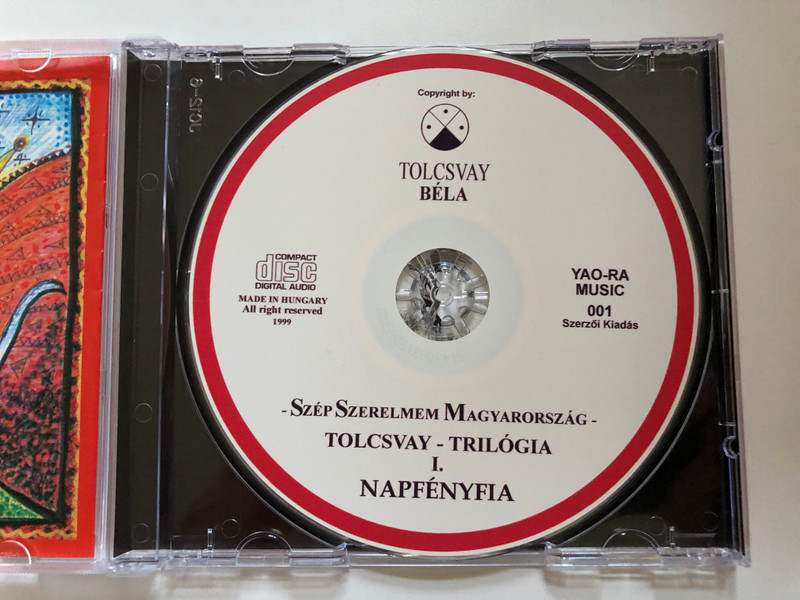 Copyright by:
TOLCSVAY
BÉLA
COMPACT
disc
DIGITAL AUDIO
MADE IN HUNGARY
All right reserved
1999
YAO-RA
MUSIC
001
Szerzői Kiadás
- SZÉP SZERELMEM MAGYARORSZÁG -
TOLCSVAY - TRILÓGIA
I.
NAPFÉNYFIA